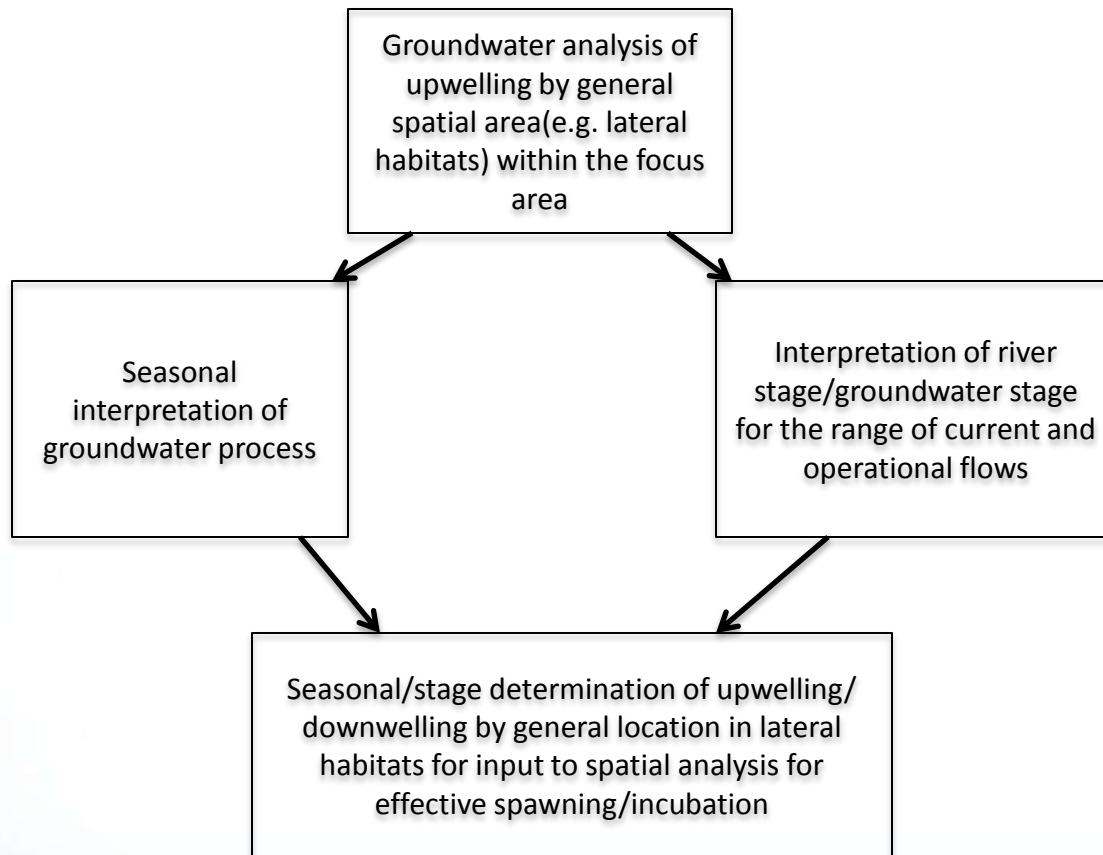 Groundwater analysis of
upwelling by general
spatial area(e.g. lateral
habitats) within the focus
area
Seasonal
interpretation of
groundwater process
Interpretation of river
stage/groundwater stage
for the range of current and
operational flows
Seasonal/stage determination of upwelling/
downwelling by general location in lateral
habitats for input to spatial analysis for
effective spawning/incubation